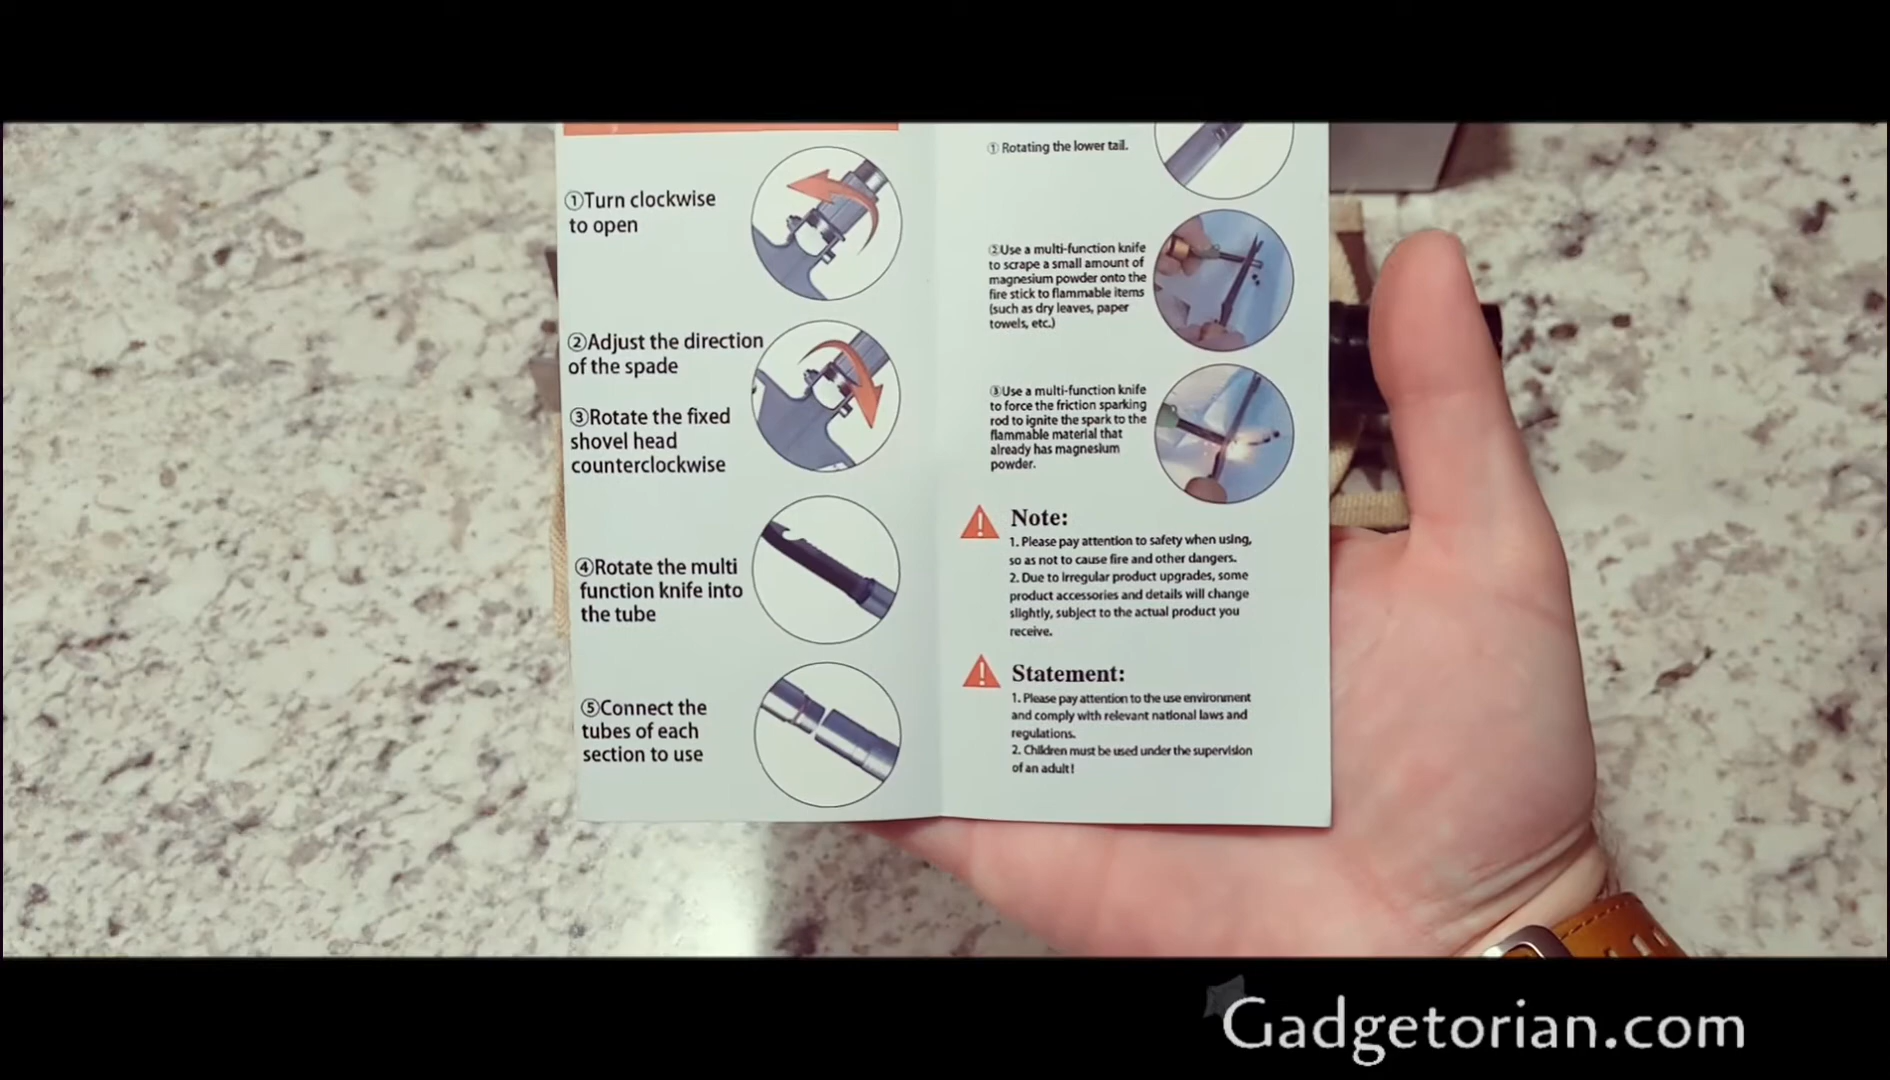 ①Turn clockwise
to open
②Adjust the direction
of the spade
③Rotate the fixed
shovel head
counterclockwise
④Rotate the multi
function knife into
the tube
⑤Connect the
tubes of each
section to use
① Rotating the lower tail.
②Use a multi-function knife
to scrape a small amount of
magnesium powder onto the
fire stick to flammable items
(such as dry leaves, paper
towels, etc.)
③Use a multi-function knife
to force the friction sparking
rod to ignite the spark to the
flammable material that
already has magnesium
powder.
Note:
1. Please pay attention to safety when using,
so as not to cause fire and other dangers.
2. Due to irregular product upgrades, some
product accessories and details will change
slightly, subject to the actual product you
receive.
Statement:
1. Please pay attention to the use environment
and comply with relevant national laws and
regulations.
2. Children must be used under the supervision
of an adult!
Gadgetorian.com